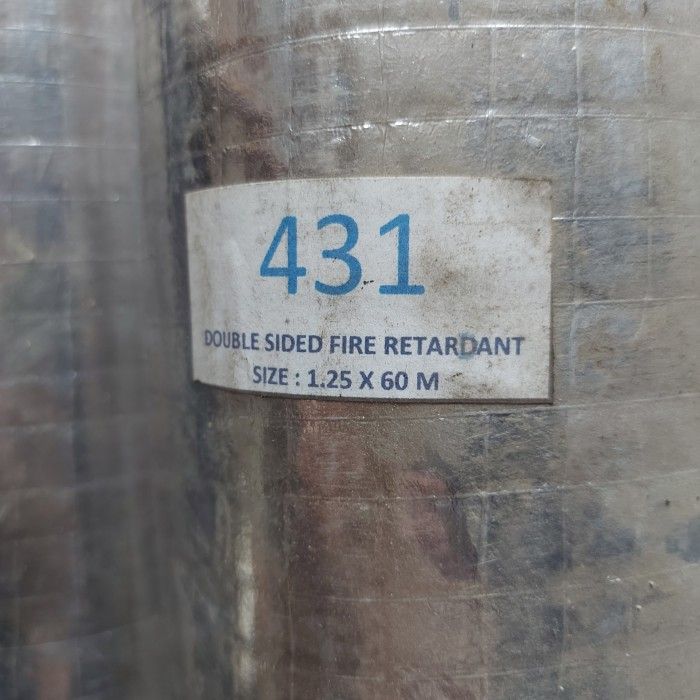 431
DOUBLE SIDED FIRE RETARDANT
SIZE : 1.25 X 60 M